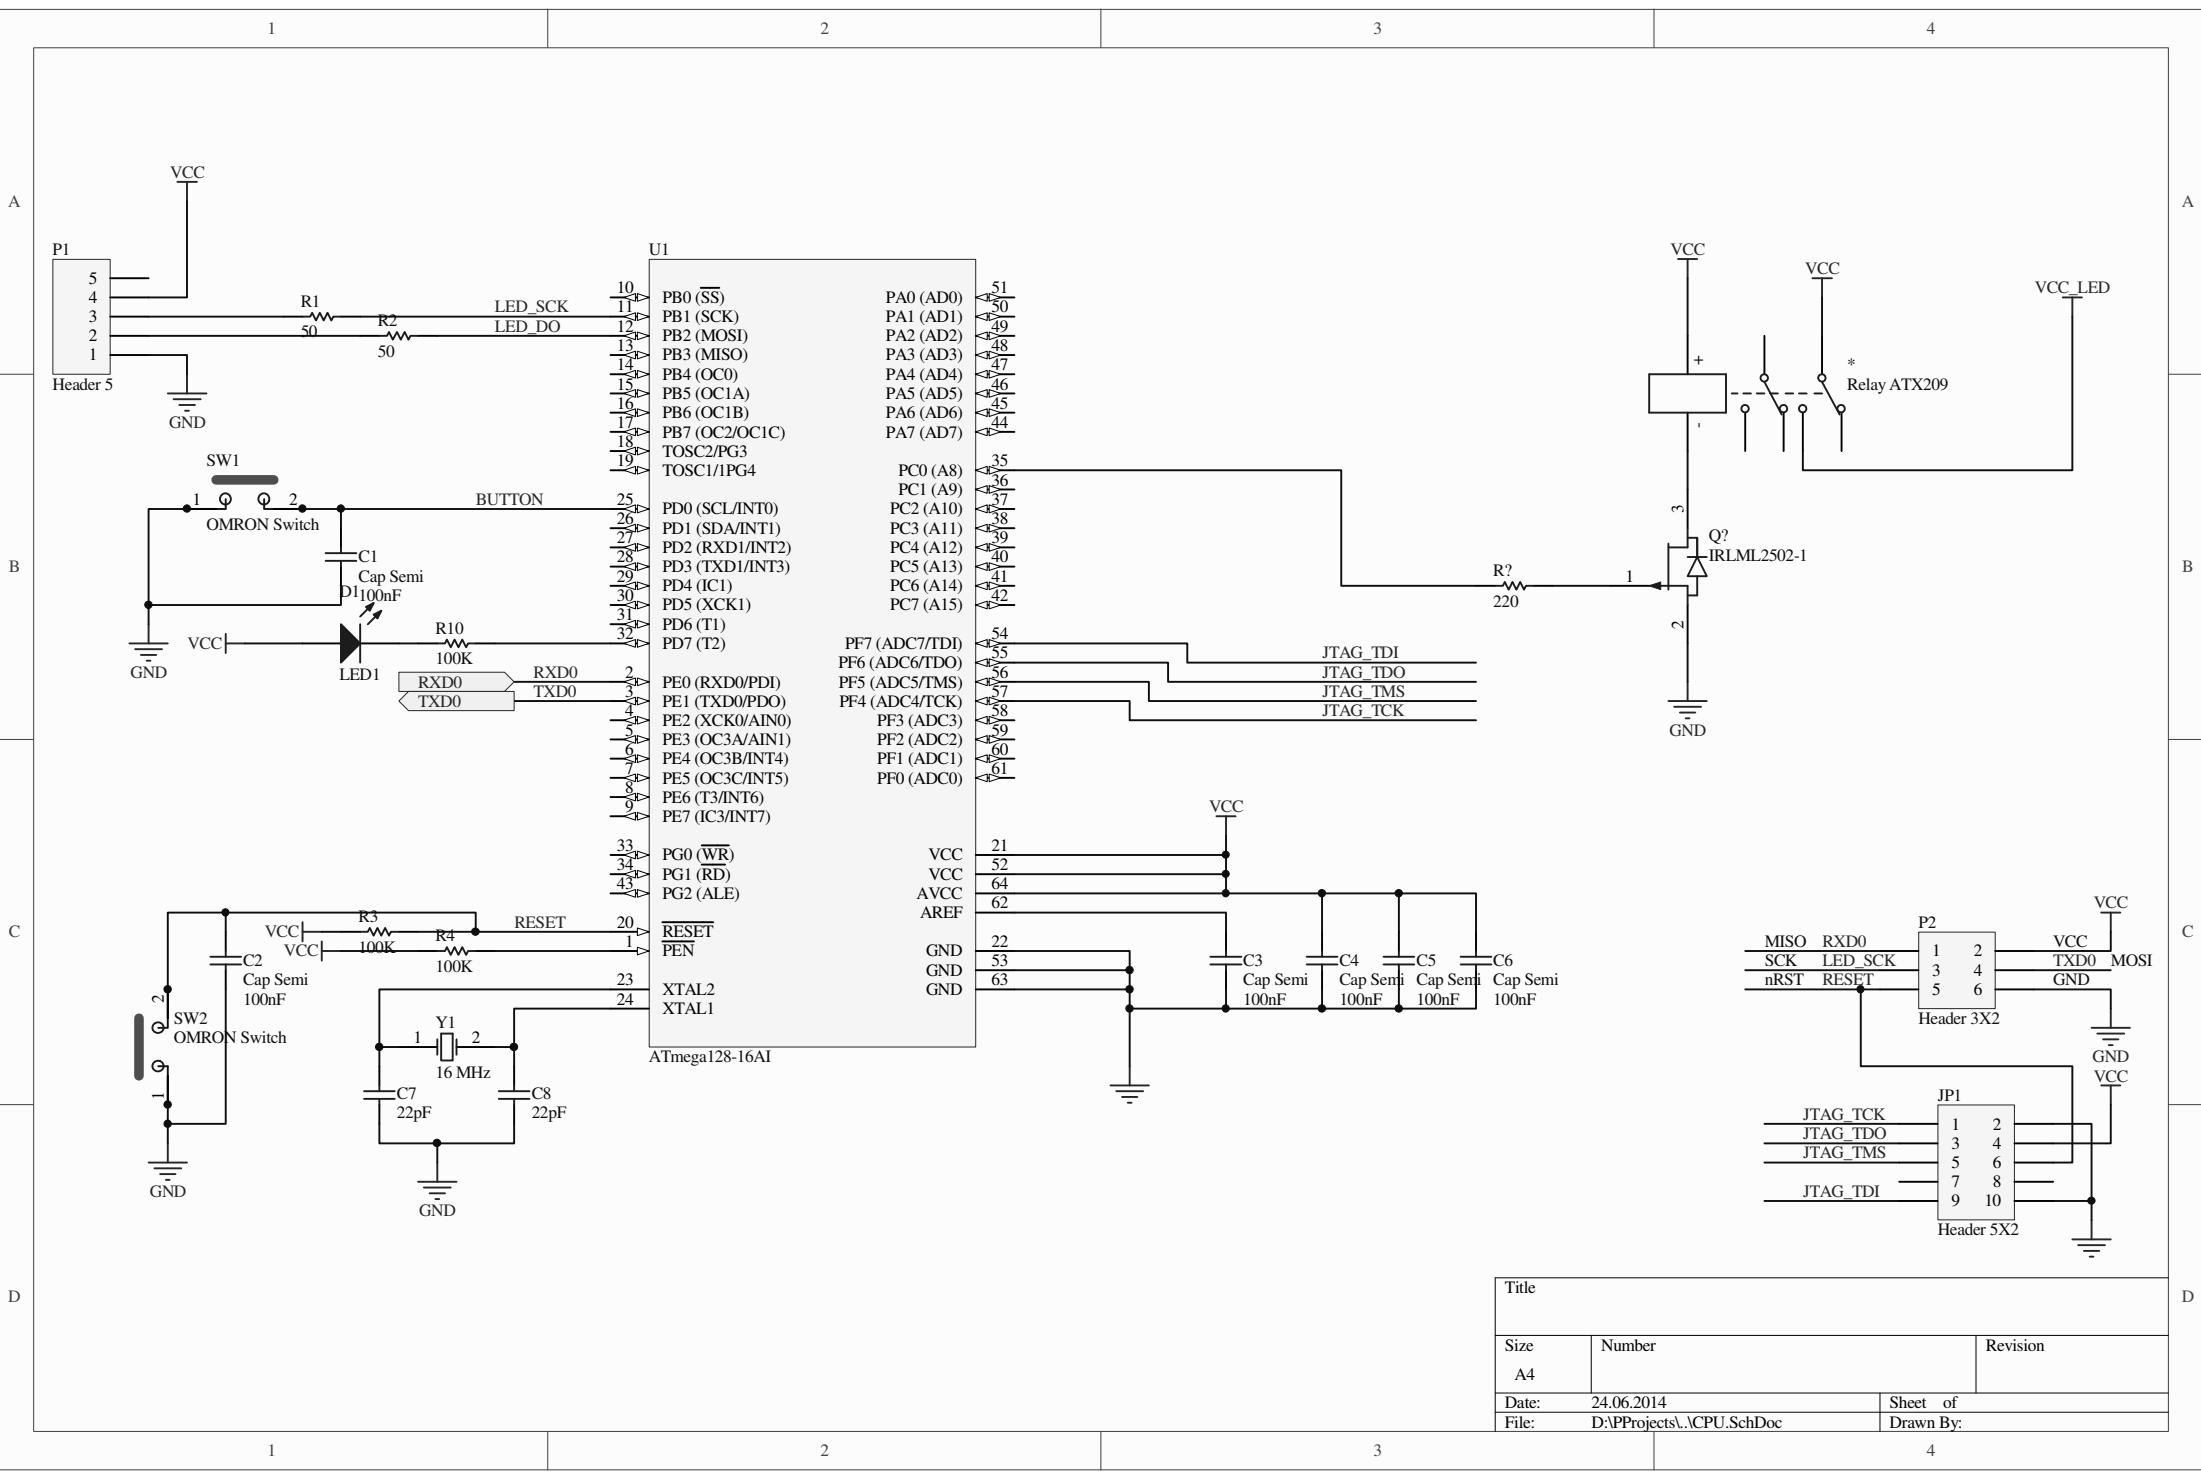 1 2 3 4
A A
B B
C C
D D
VCC
P1
5
4
3
2
1
Header 5
GND
R1
50
R2
50
LED_SCK
LED_DO
SW1
1 2
OMRON Switch
BUTTON
C1
Cap Semi
100nF
GND
D1
VCC
LED1
R10
100K
RXD0 RXD0
TXD0 TXD0
U1
10 PB0 (SS)
11 PB1 (SCK)
12 PB2 (MOSI)
13 PB3 (MISO)
14 PB4 (OC0)
15 PB5 (OC1A)
16 PB6 (OC1B)
17 PB7 (OC2/OC1C)
18 TOSC2/PG3
19 TOSC1/1PG4
25 PD0 (SCL/INT0)
26 PD1 (SDA/INT1)
27 PD2 (RXD1/INT2)
28 PD3 (TXD1/INT3)
29 PD4 (IC1)
30 PD5 (XCK1)
31 PD6 (T1)
32 PD7 (T2)
2 PE0 (RXD0/PDI)
3 PE1 (TXD0/PDO)
4 PE2 (XCK0/AIN0)
5 PE3 (OC3A/AIN1)
6 PE4 (OC3B/INT4)
7 PE5 (OC3C/INT5)
8 PE6 (T3/INT6)
9 PE7 (IC3/INT7)
33 PG0 (WR)
34 PG1 (RD)
43 PG2 (ALE)
20 RESET
1 PEN
23 XTAL2
24 XTAL1
PA0 (AD0) 51
PA1 (AD1) 50
PA2 (AD2) 49
PA3 (AD3) 48
PA4 (AD4) 47
PA5 (AD5) 46
PA6 (AD6) 45
PA7 (AD7) 44
PC0 (A8) 35
PC1 (A9) 36
PC2 (A10) 37
PC3 (A11) 38
PC4 (A12) 39
PC5 (A13) 40
PC6 (A14) 41
PC7 (A15) 42
PF7 (ADC7/TDI) 54
PF6 (ADC6/TDO) 55
PF5 (ADC5/TMS) 56
PF4 (ADC4/TCK) 57
PF3 (ADC3) 58
PF2 (ADC2) 59
PF1 (ADC1) 60
PF0 (ADC0) 61
VCC 21
VCC 52
AVCC 64
AREF 62
GND 22
GND 53
GND 63
ATmega128-16AI
JTAG_TDI
JTAG_TDO
JTAG_TMS
JTAG_TCK
VCC
+
-
VCC
*
Relay ATX209
VCC_LED
3
Q?
IRLML2502-1
1
2
R?
220
GND
VCC
C3
Cap Semi
100nF
C4
Cap Semi
100nF
C5
Cap Semi
100nF
C6
Cap Semi
100nF
VCC
R3
100K
RESET
VCC
R4
100K
C2
Cap Semi
100nF
2
SW2
OMRON Switch
1
GND
1 Y1 2
16 MHz
C7
22pF
C8
22pF
GND
P2
MISO RXD0 1 2 VCC
SCK LED_SCK 3 4 TXD0 MOSI
nRST RESET 5 6 GND
Header 3X2
VCC
GND
VCC
JP1
JTAG_TCK 1 2
JTAG_TDO 3 4
JTAG_TMS 5 6
7 8
JTAG_TDI 9 10
Header 5X2
Title
Size Number Revision
A4
Date: 24.06.2014 Sheet of
File: D:\PProjects\..\CPU.SchDoc Drawn By:
1 2 3 4